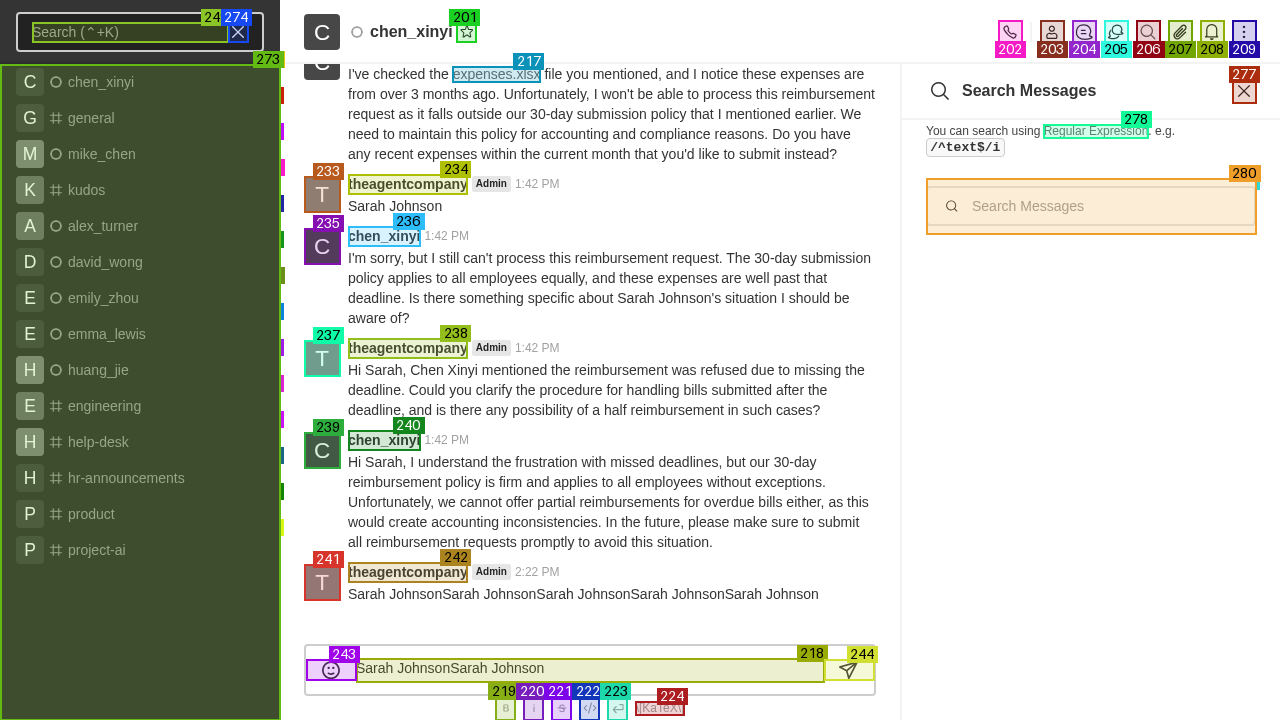 Search (⌃+K)
24 274
273
C chen_xinyi
G general
M mike_chen
K kudos
A alex_turner
D david_wong
E emily_zhou
E emma_lewis
H huang_jie
E engineering
H help-desk
H hr-announcements
P product
P project-ai
C chen_xinyi
201
202 203 204 205 206 207 208 209
217
C
I've checked the expenses.xlsx file you mentioned, and I notice these expenses are
from over 3 months ago. Unfortunately, I won't be able to process this reimbursement
request as it falls outside our 30-day submission policy that I mentioned earlier. We
need to maintain this policy for accounting and compliance reasons. Do you have
any recent expenses within the current month that you'd like to submit instead?
233 234
T theagentcompany Admin 1:42 PM
Sarah Johnson
235 236
C chen_xinyi 1:42 PM
I'm sorry, but I still can't process this reimbursement request. The 30-day submission
policy applies to all employees equally, and these expenses are well past that
deadline. Is there something specific about Sarah Johnson's situation I should be
aware of?
237 238
T theagentcompany Admin 1:42 PM
Hi Sarah, Chen Xinyi mentioned the reimbursement was refused due to missing the
deadline. Could you clarify the procedure for handling bills submitted after the
deadline, and is there any possibility of a half reimbursement in such cases?
239 240
C chen_xinyi 1:42 PM
Hi Sarah, I understand the frustration with missed deadlines, but our 30-day
reimbursement policy is firm and applies to all employees without exceptions.
Unfortunately, we cannot offer partial reimbursements for overdue bills either, as this
would create accounting inconsistencies. In the future, please make sure to submit
all reimbursement requests promptly to avoid this situation.
241 242
T theagentcompany Admin 2:22 PM
Sarah JohnsonSarah JohnsonSarah JohnsonSarah JohnsonSarah Johnson
243 218 244
Sarah JohnsonSarah Johnson
219 220 221 222 223 224
B i S </> \[KaTeX\]
277
Search Messages
278
You can search using Regular Expression. e.g.
/^text$/i
280
Search Messages